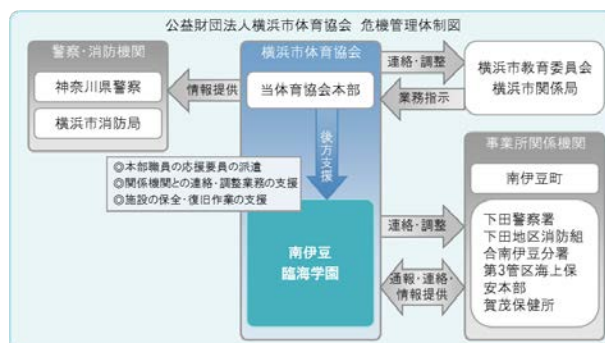 公益財団法人横浜市体育協会 危機管理体制図
警察・消防機関
神奈川県警察
横浜市消防局
情報提供
横浜市体育協会
当体育協会本部
連絡・調整
業務指示
横浜市教育委員会
横浜市関係局
後方支援
◎本部職員の応援要員の派遣
◎関係機関との連絡・調整業務の支援
◎施設の保全・復旧作業の支援
南伊豆
臨海学園
連絡・調整
通報・連絡・
情報提供
事業所関係機関
南伊豆町
下田警察署
下田地区消防組
合南伊豆分署
第3管区海上保
安本部
賀茂保健所